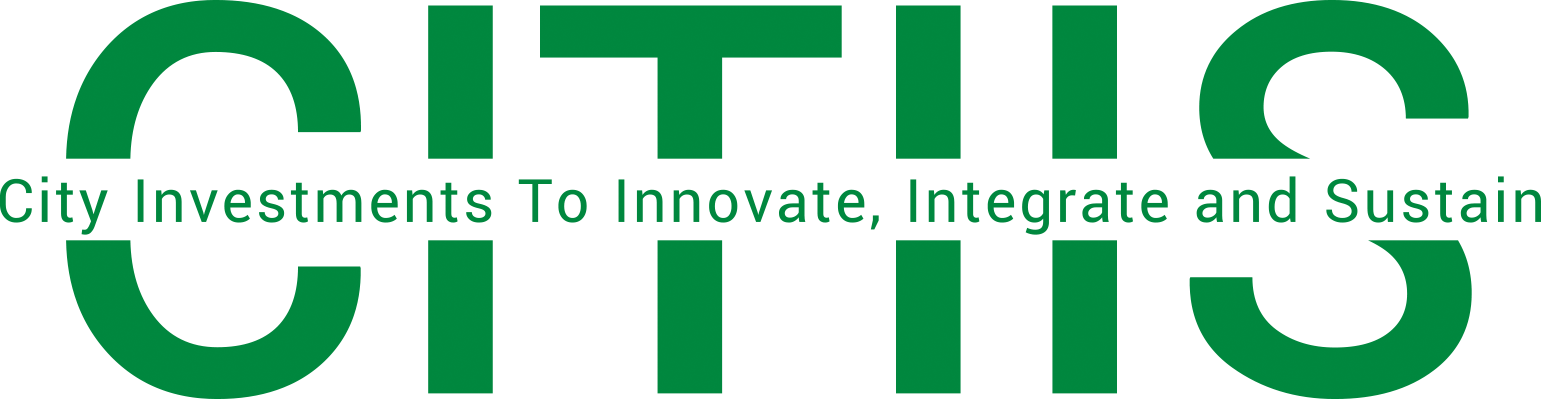 CITIIS
City Investments To Innovate, Integrate and Sustain